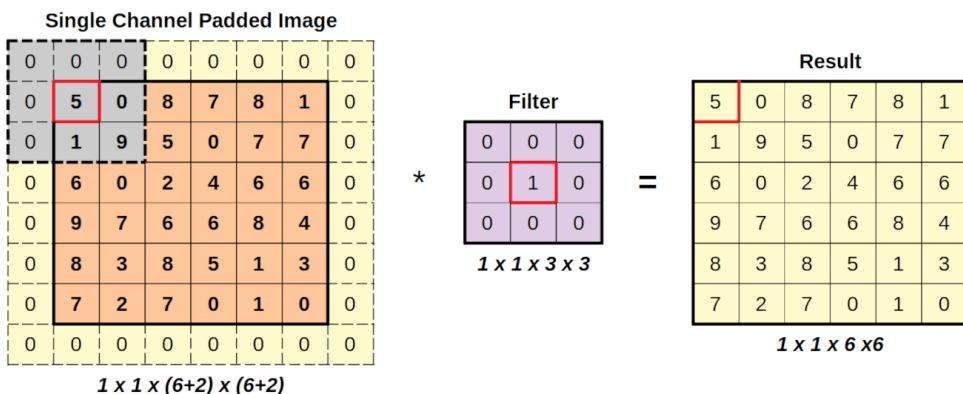 Single Channel Padded Image
0 0 0 0 0 0 0 0
0 5 0 8 7 8 1 0
0 1 9 5 0 7 7 0
0 6 0 2 4 6 6 0
0 9 7 6 6 8 4 0
0 8 3 8 5 1 3 0
0 7 2 7 0 1 0 0
0 0 0 0 0 0 0 0
1 x 1 x (6+2) x (6+2)
*
Filter
0 0 0
0 1 0
0 0 0
1 x 1 x 3 x 3
=
Result
5 0 8 7 8 1
1 9 5 0 7 7
6 0 2 4 6 6
9 7 6 6 8 4
8 3 8 5 1 3
7 2 7 0 1 0
1 x 1 x 6 x6